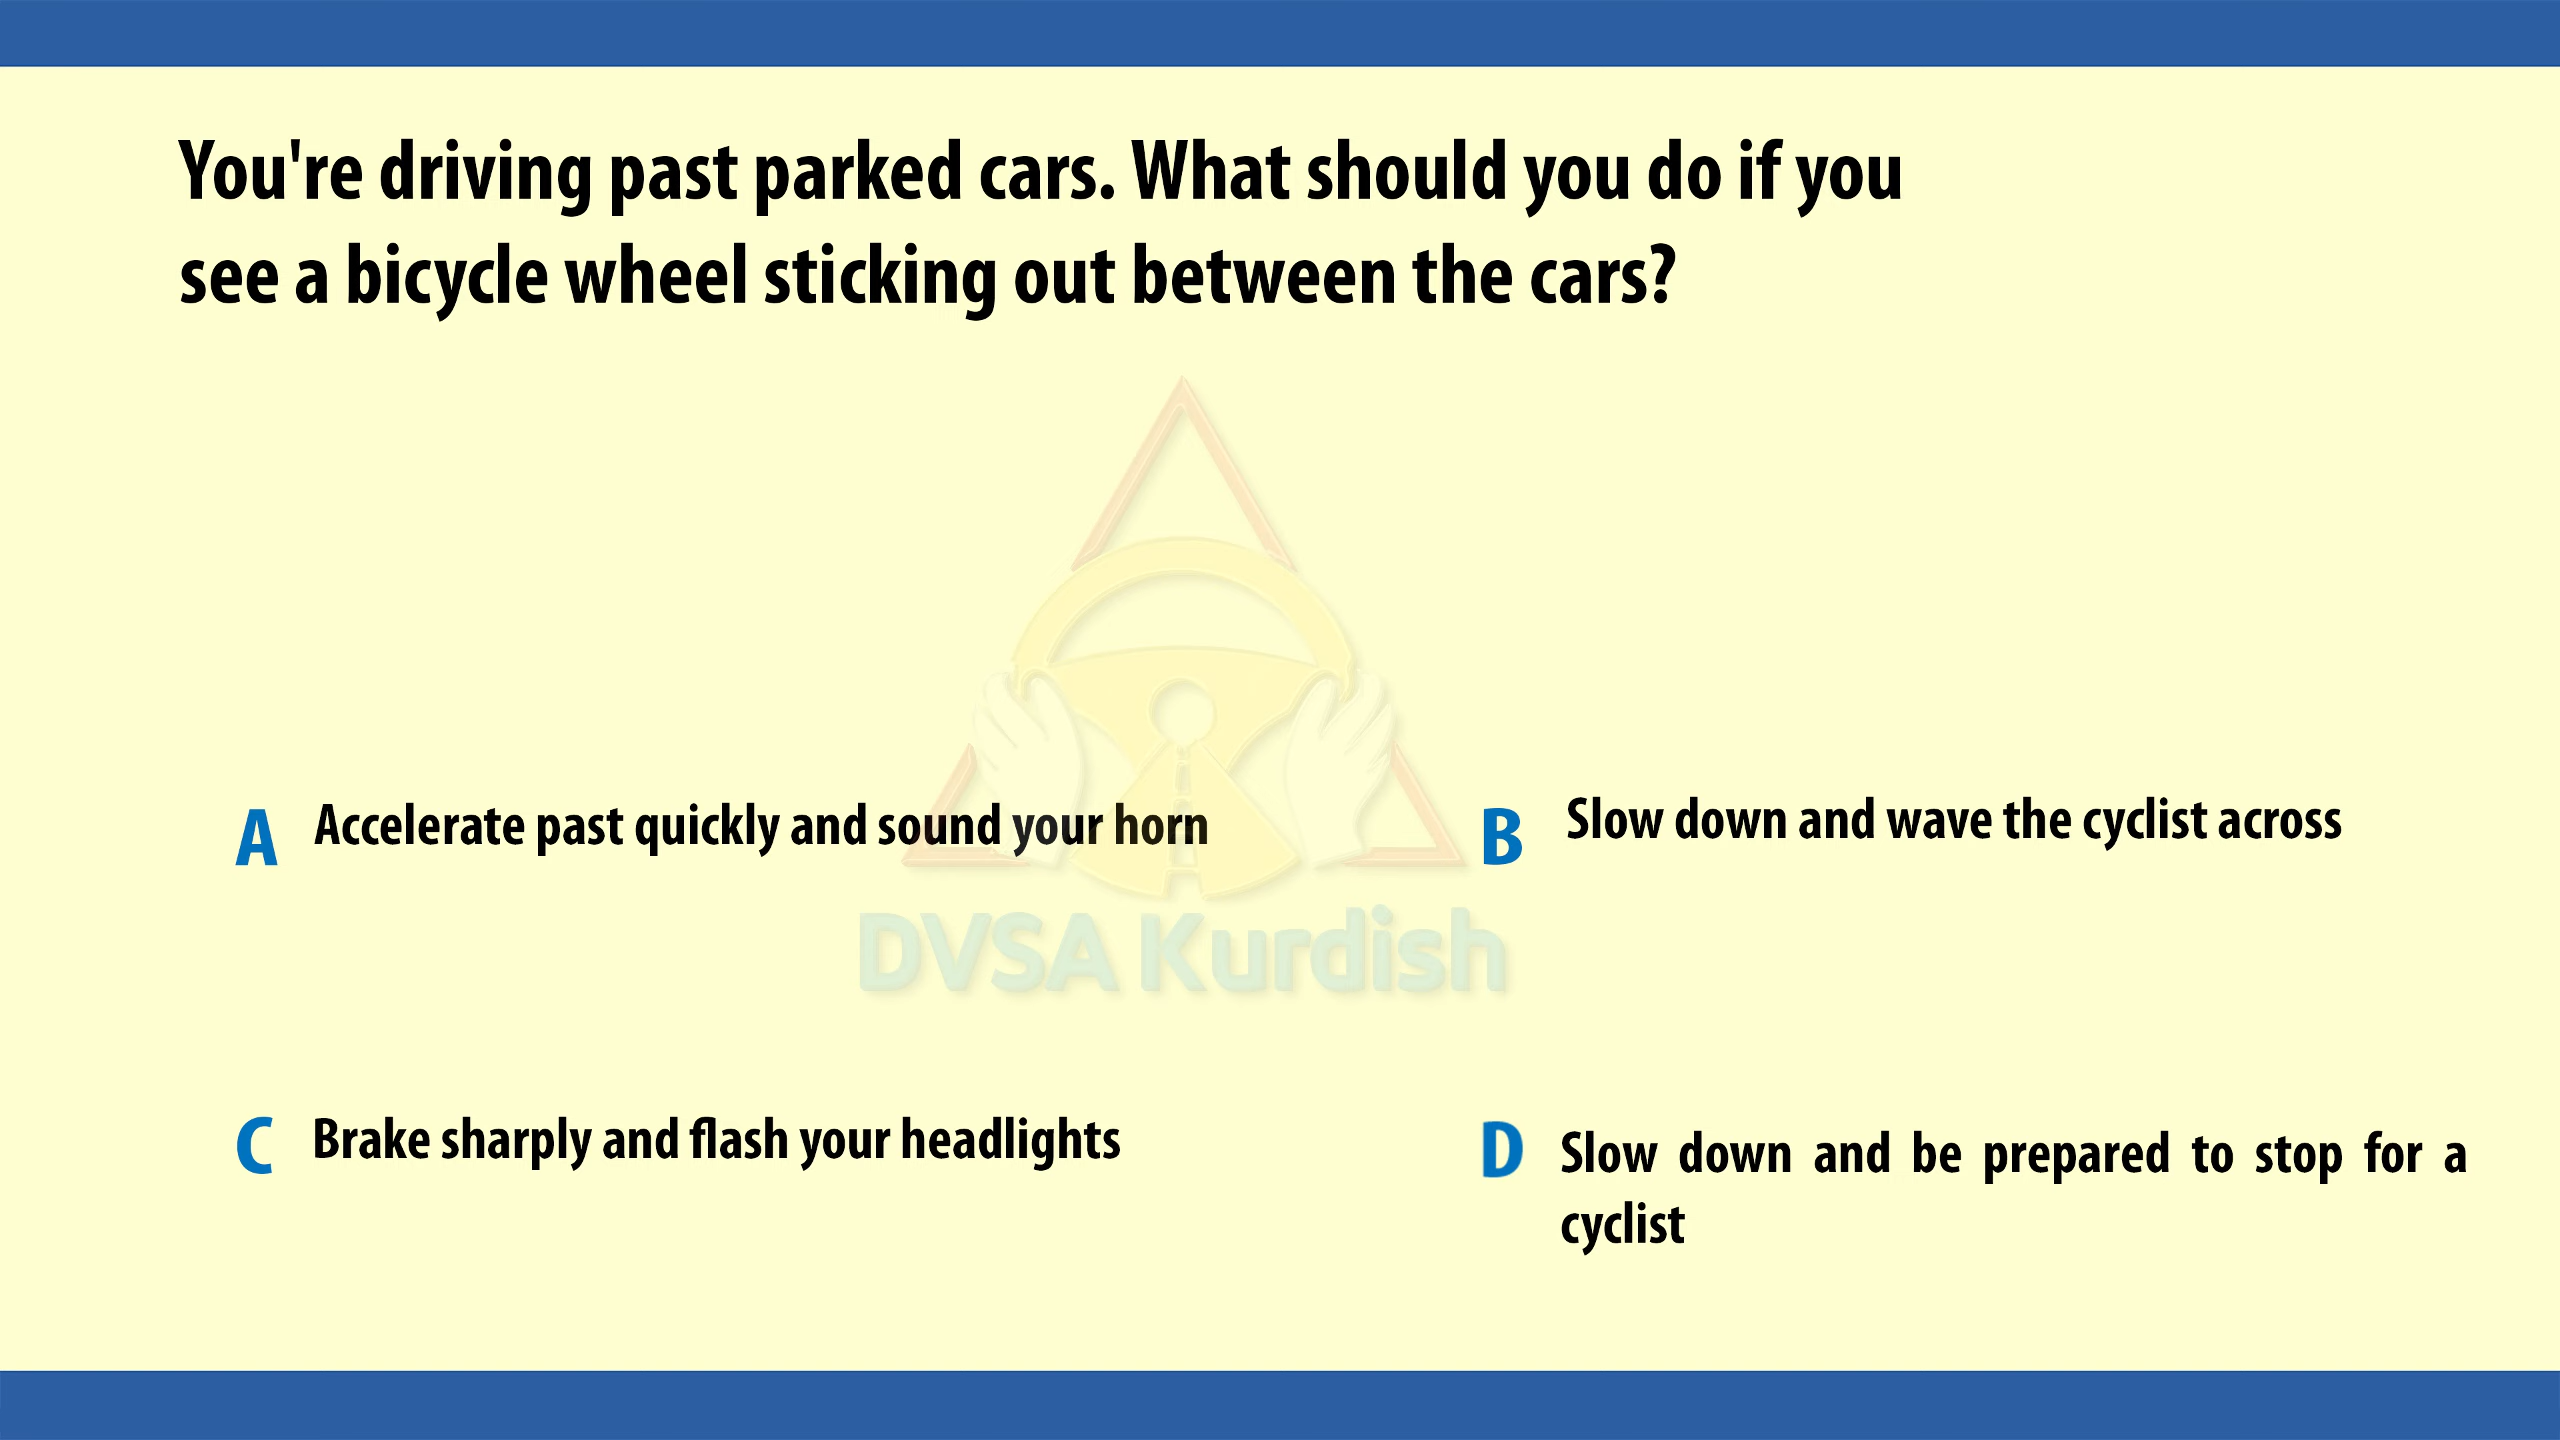 You're driving past parked cars. What should you do if you
see a bicycle wheel sticking out between the cars?
A Accelerate past quickly and sound your horn
B Slow down and wave the cyclist across
DVSA Kurdish
C Brake sharply and flash your headlights
D Slow down and be prepared to stop for a
cyclist